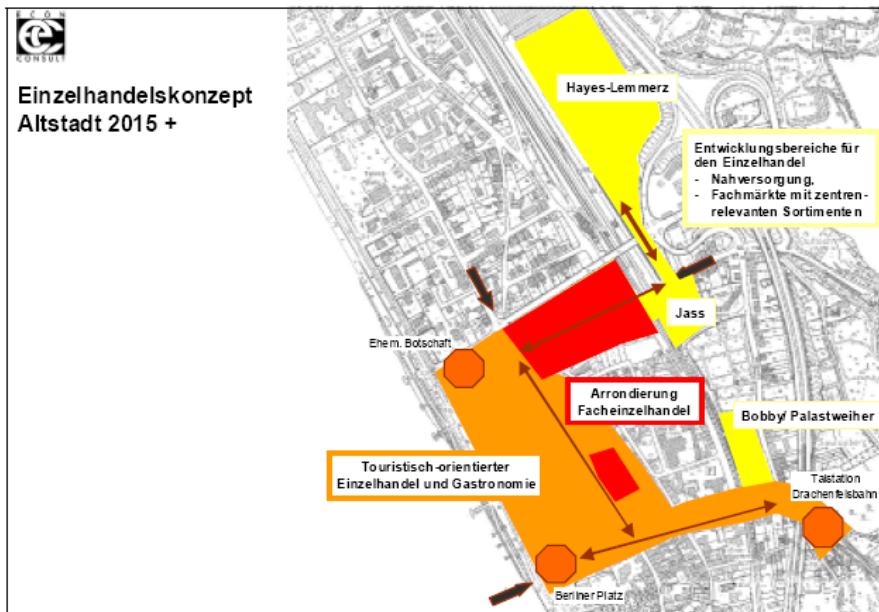 ECON
CONSULT
Einzelhandelskonzept
Altstadt 2015 +
Hayes-Lemmerz
Entwicklungsbereiche für
den Einzelhandel
- Nahversorgung,
- Fachmärkte mit zentren-
relevanten Sortimenten
Jass
Ehem. Botschaft
Arrondierung
Facheinzelhandel
Bobby/ Palastweiher
Touristisch-orientierter
Einzelhandel und Gastronomie
Talstation
Drachenfelsbahn
Berliner Platz